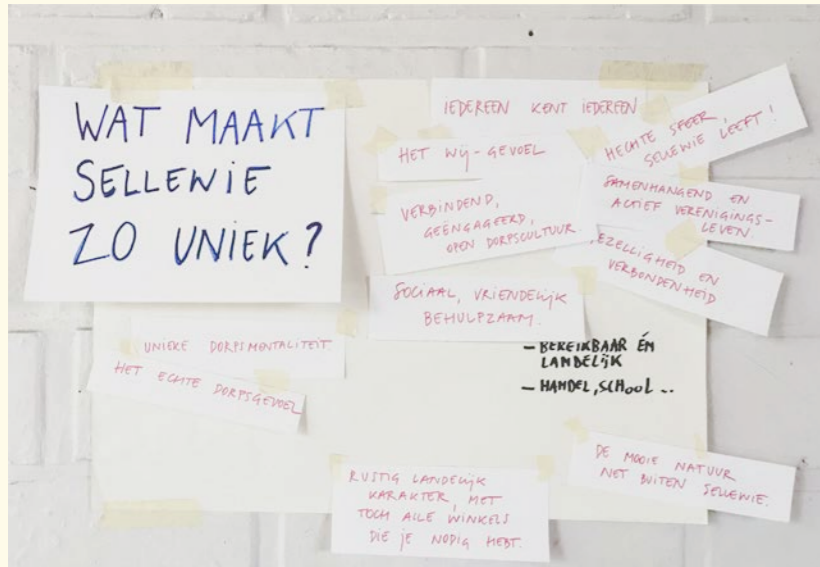 WAT MAAKT
SELLEWIE
ZO UNIEK?
IEDEREEN KENT IEDEREEN
HET WIJ-GEVOEL
VERBINDEND,
GEËNGAGEERD,
OPEN DORPSCULTUUR.
SOCIAAL, VRIENDELIJK
BEHULPZAAM.
HECHTE SFEER,
SELLEWIE LEEFT!
SAMENHANGEND EN
ACTIEF VERENIGINGS-
LEVEN.
EZELLIGHEID EN
VERBONDENHEID
UNIEKE DORPSMENTALITEIT
HET ECHTE DORPSGEVOEL
- BEREIKBAAR ÉN
LANDELIJK
- HANDEL, SCHOOL ..
RUSTIG LANDELIJK
KARAKTER, MET
TOCH ALLE WINKELS
DIE JE NODIG HEBT.
DE MOOIE NATUUR
NET BUITEN SELLEWIE.